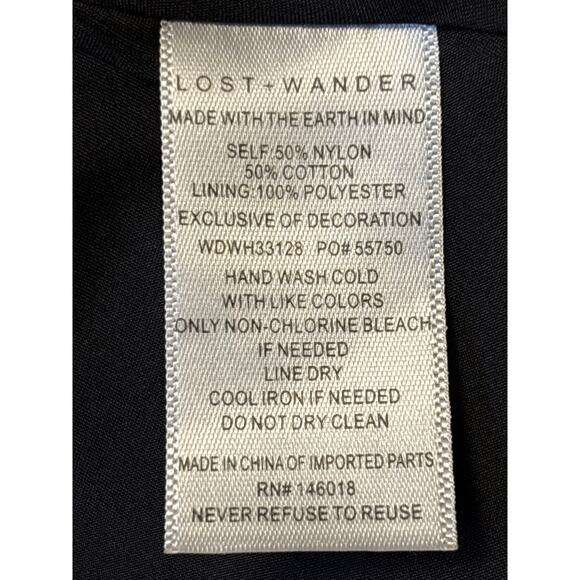 LOST + WANDER
MADE WITH THE EARTH IN MIND
SELF:50% NYLON
50% COTTON
LINING:100% POLYESTER
EXCLUSIVE OF DECORATION
WDWH33128 PO# 55750
HAND WASH COLD
WITH LIKE COLORS
ONLY NON-CHLORINE BLEACH
IF NEEDED
LINE DRY
COOL IRON IF NEEDED
DO NOT DRY CLEAN
MADE IN CHINA OF IMPORTED PARTS
RN# 146018
NEVER REFUSE TO REUSE